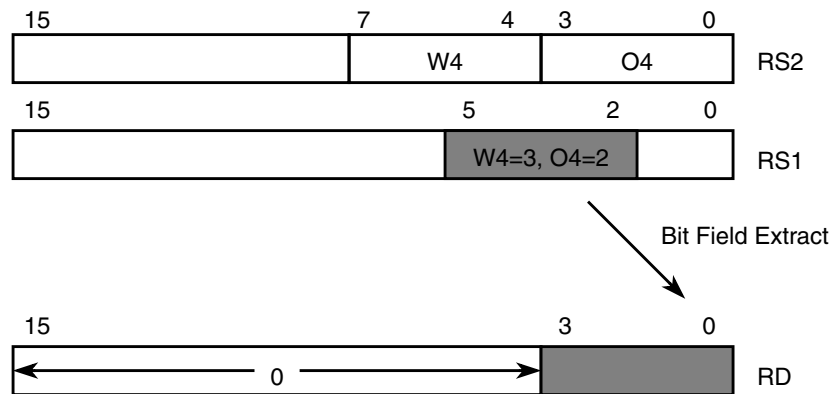 15 7 4 3 0
W4 O4 RS2
15 5 2 0
W4=3, O4=2 RS1
Bit Field Extract
15 3 0
0 RD